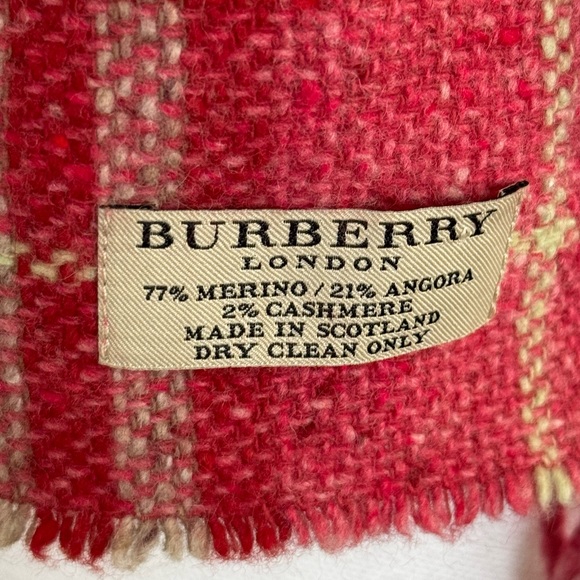 BURBERRY
LONDON
77% MERINO / 21% ANGORA
2% CASHMERE
MADE IN SCOTLAND
DRY CLEAN ONLY